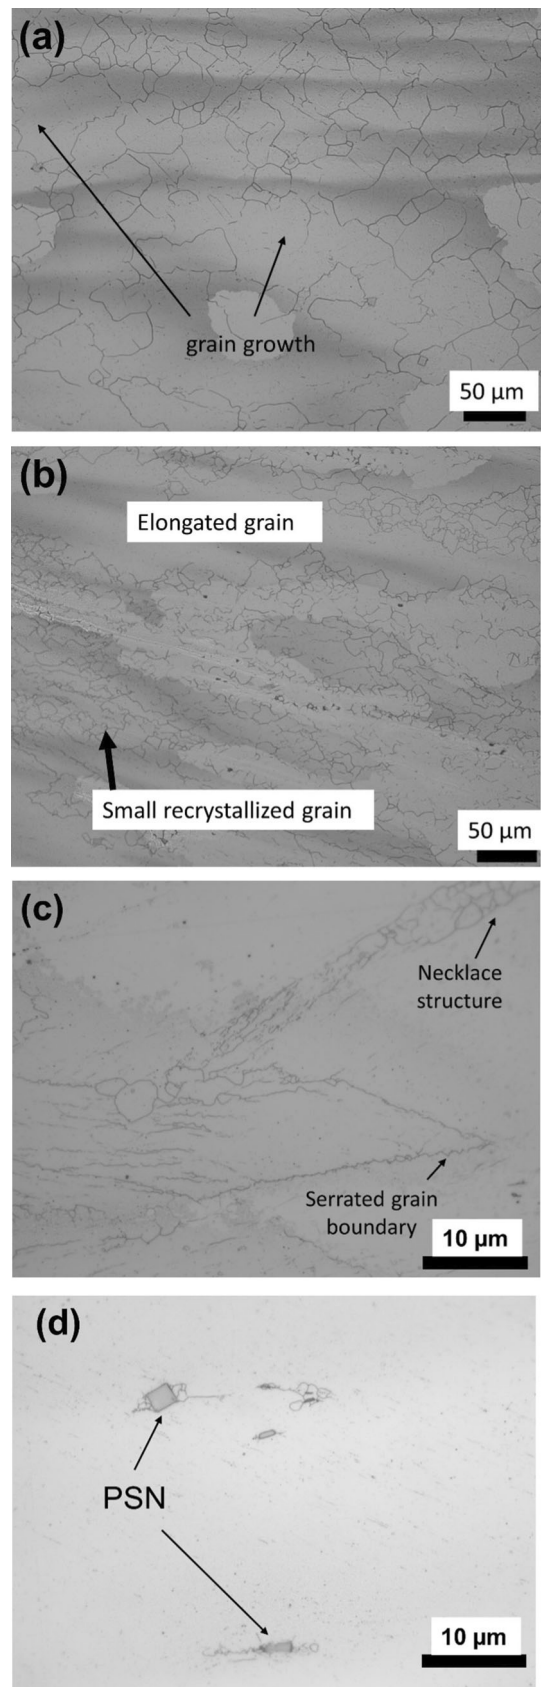 (a)
grain growth
50 µm
(b)
Elongated grain
Small recrystallized grain
50 µm
(c)
Necklace
structure
Serrated grain
boundary
10 µm
(d)
PSN
10 µm